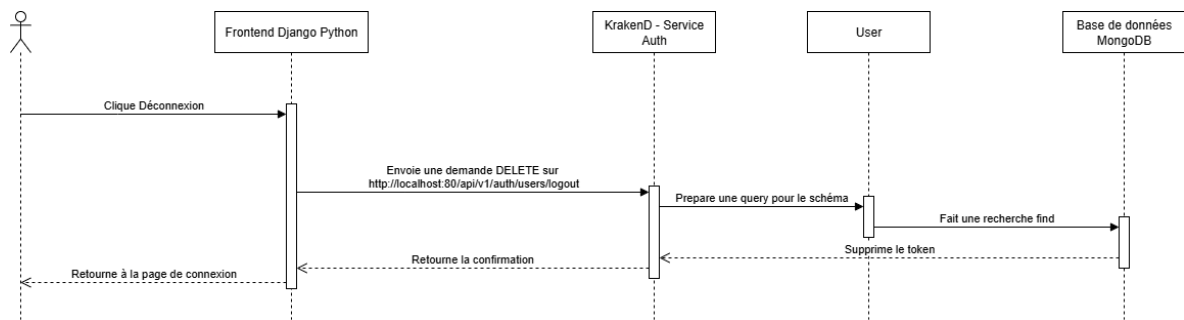 Frontend Django Python
KrakenD - Service
Auth
User
Base de données
MongoDB
Clique Déconnexion
Envoie une demande DELETE sur
http://localhost:80/api/v1/auth/users/logout
Prepare une query pour le schéma
Fait une recherche find
Supprime le token
Retourne la confirmation
Retourne à la page de connexion